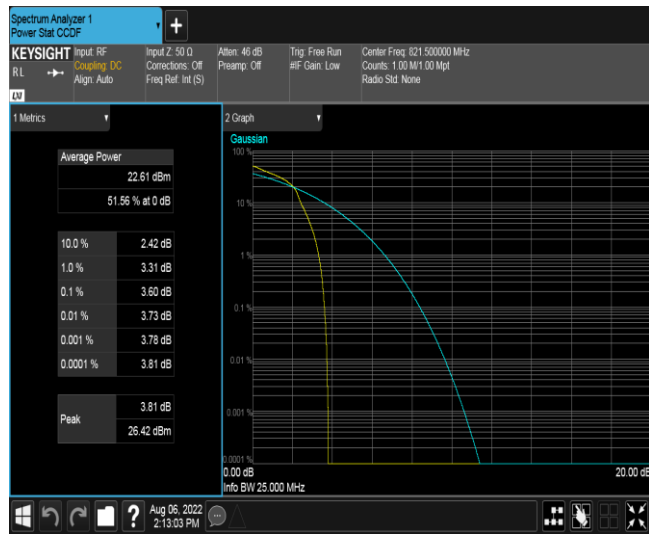 Spectrum Analyzer 1
Power Stat CCDF
+
KEYSIGHT
RL
LXI
Input: RF
Coupling: DC
Align: Auto
Input Z: 50 Ω
Corrections: Off
Freq Ref: Int (S)
Atten: 46 dB
Preamp: Off
Trig: Free Run
#IF Gain: Low
Center Freq: 821.500000 MHz
Counts: 1.00 M/1.00 Mpt
Radio Std: None
1 Metrics
Average Power
22.61 dBm
51.56 % at 0 dB
10.0 % 2.42 dB
1.0 % 3.31 dB
0.1 % 3.60 dB
0.01 % 3.73 dB
0.001 % 3.78 dB
0.0001 % 3.81 dB
Peak
3.81 dB
26.42 dBm
2 Graph
Gaussian
100 %
10 %
1 %
0.1 %
0.01 %
0.001 %
0.0001 %
0.00 dB 20.00 dB
Info BW 25.000 MHz
?
Aug 06, 2022
2:13:03 PM